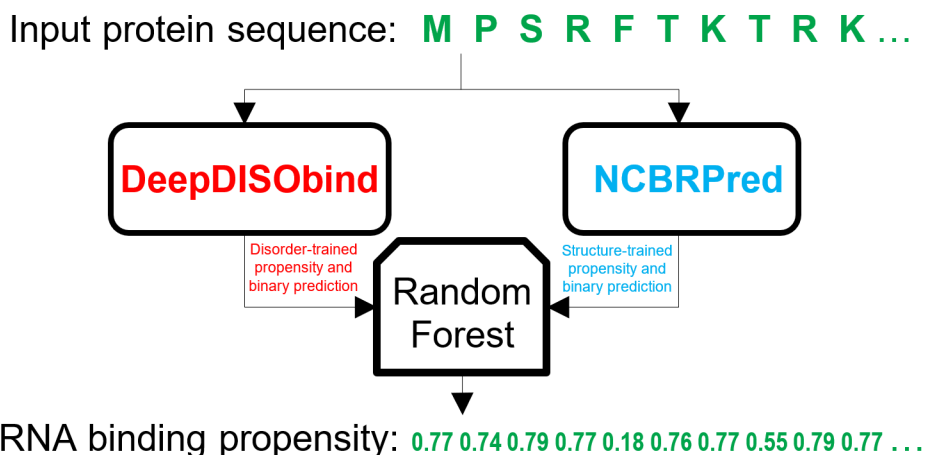 Input protein sequence: M P S R F T K T R K ...
DeepDISObind
NCBRPred
Disorder-trained
propensity and
binary prediction
Structure-trained
propensity and
binary prediction
Random
Forest
RNA binding propensity: 0.77 0.74 0.79 0.77 0.18 0.76 0.77 0.55 0.79 0.77 ...